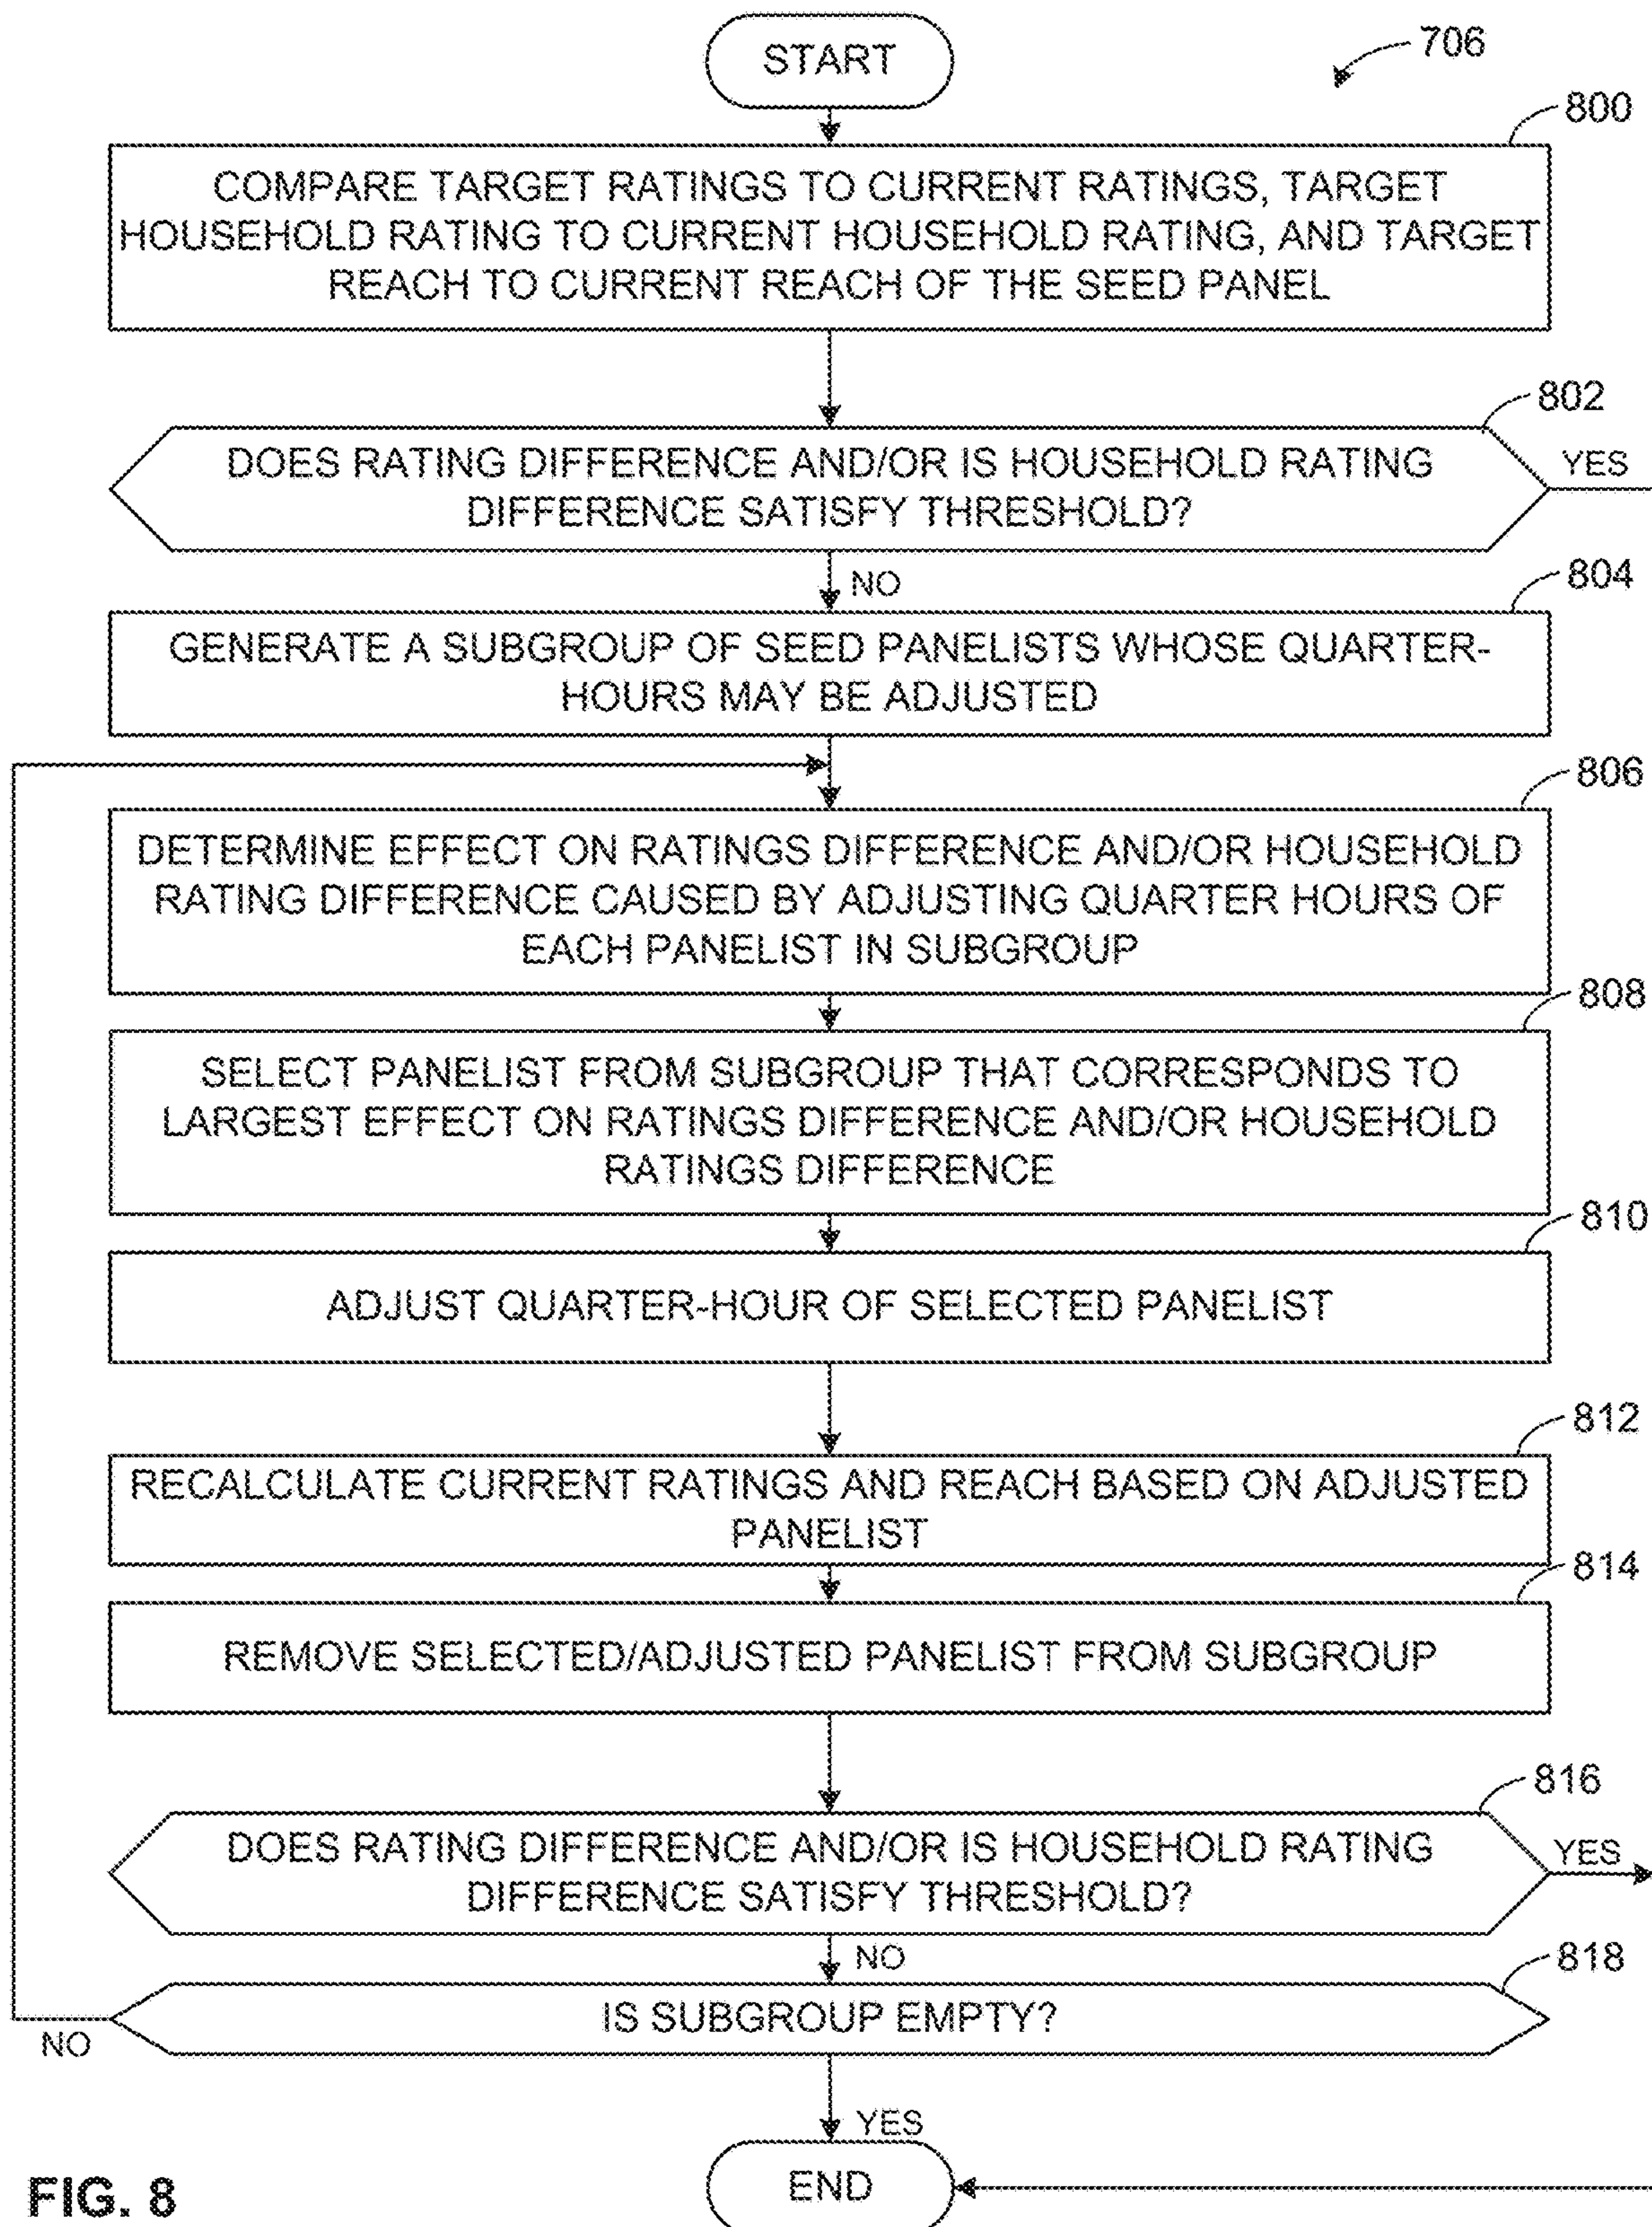 START
706
800
COMPARE TARGET RATINGS TO CURRENT RATINGS, TARGET
HOUSEHOLD RATING TO CURRENT HOUSEHOLD RATING, AND TARGET
REACH TO CURRENT REACH OF THE SEED PANEL
802
DOES RATING DIFFERENCE AND/OR IS HOUSEHOLD RATING
DIFFERENCE SATISFY THRESHOLD?
YES
NO
804
GENERATE A SUBGROUP OF SEED PANELISTS WHOSE QUARTER-
HOURS MAY BE ADJUSTED
806
DETERMINE EFFECT ON RATINGS DIFFERENCE AND/OR HOUSEHOLD
RATING DIFFERENCE CAUSED BY ADJUSTING QUARTER HOURS OF
EACH PANELIST IN SUBGROUP
808
SELECT PANELIST FROM SUBGROUP THAT CORRESPONDS TO
LARGEST EFFECT ON RATINGS DIFFERENCE AND/OR HOUSEHOLD
RATINGS DIFFERENCE
810
ADJUST QUARTER-HOUR OF SELECTED PANELIST
812
RECALCULATE CURRENT RATINGS AND REACH BASED ON ADJUSTED
PANELIST
814
REMOVE SELECTED/ADJUSTED PANELIST FROM SUBGROUP
816
DOES RATING DIFFERENCE AND/OR IS HOUSEHOLD RATING
DIFFERENCE SATISFY THRESHOLD?
YES
NO
818
IS SUBGROUP EMPTY?
NO
YES
END
FIG. 8